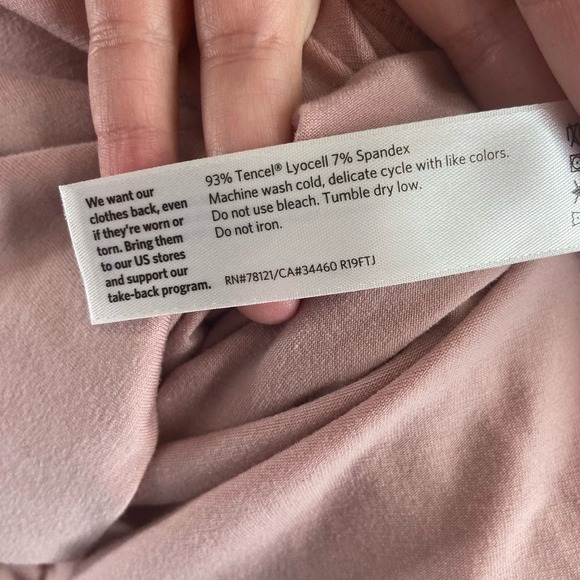 We want our
clothes back, even
if they're worn or
torn. Bring them
to our US stores
and support our
take-back program.
93% Tencel® Lyocell 7% Spandex
Machine wash cold, delicate cycle with like colors.
Do not use bleach. Tumble dry low.
Do not iron.
RN#78121/CA#34460 R19FTJ